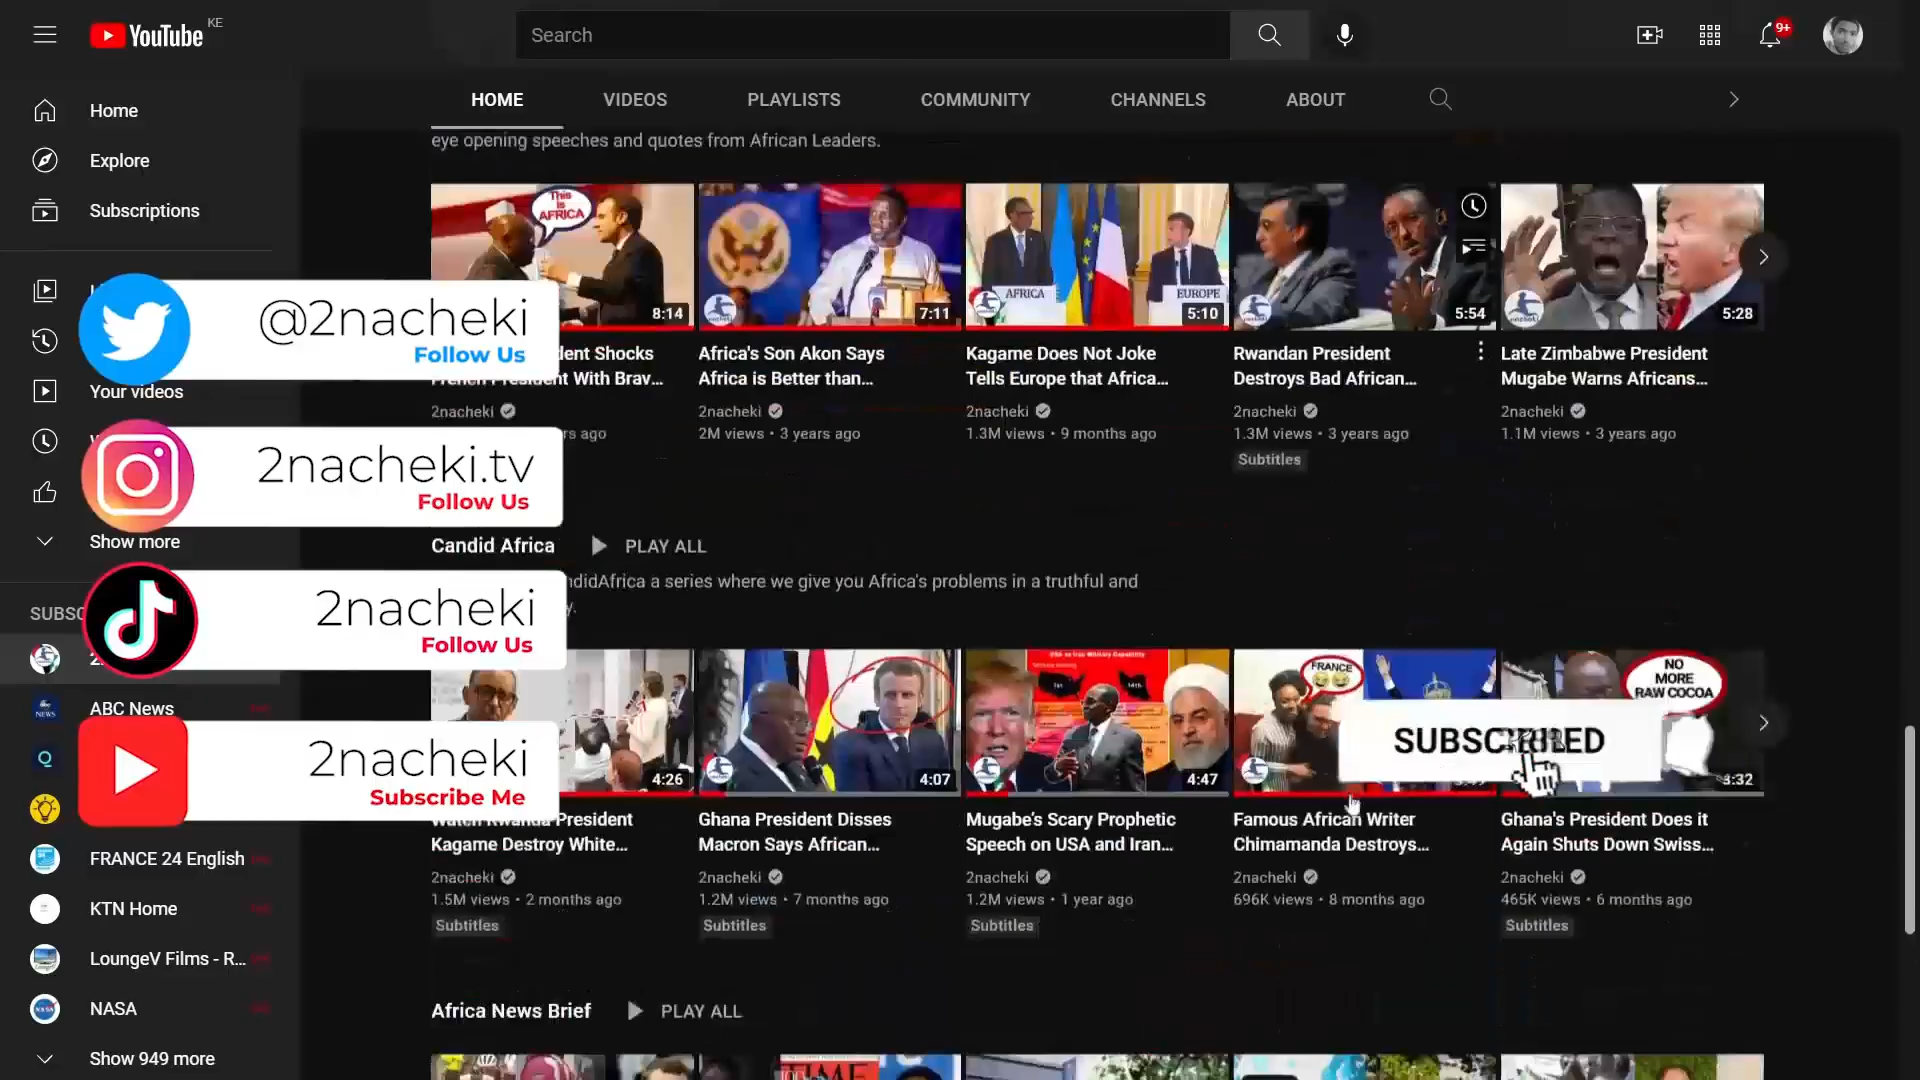 YouTube KE
Search
9+
Home
Explore
Subscriptions
Your videos
Show more
ABC News
NEWS
FRANCE 24 English
KTN Home
LoungeV Films - R...
NASA
Show 949 more
HOME VIDEOS PLAYLISTS COMMUNITY CHANNELS ABOUT
eye opening speeches and quotes from African Leaders.
This is AFRICA
8:14
7:11
AFRICA
EUROPE
5:10
5:54
5:28
Shocks
President With Brav...
2nacheki
ago
Africa's Son Akon Says
Africa is Better than...
2nacheki
2M views • 3 years ago
Kagame Does Not Joke
Tells Europe that Africa...
2nacheki
1.3M views • 9 months ago
Rwandan President
Destroys Bad African...
2nacheki
1.3M views • 3 years ago
Subtitles
Late Zimbabwe President
Mugabe Warns Africans...
2nacheki
1.1M views • 3 years ago
@2nacheki
Follow Us
2nacheki.tv
Follow Us
2nacheki
Follow Us
2nacheki
Subscribe Me
Candid Africa PLAY ALL
a series where we give you Africa's problems in a truthful and
4:26
4:07
4:47
FRANCE
NO
MORE
RAW COCOA
3:32
SUBSCRIBED
Watch Rwanda President
Kagame Destroy White...
2nacheki
1.5M views • 2 months ago
Subtitles
Ghana President Disses
Macron Says African...
2nacheki
1.2M views • 7 months ago
Subtitles
Mugabe's Scary Prophetic
Speech on USA and Iran...
2nacheki
1.2M views • 1 year ago
Subtitles
Famous African Writer
Chimamanda Destroys...
2nacheki
696K views • 8 months ago
Ghana's President Does it
Again Shuts Down Swiss...
2nacheki
465K views • 6 months ago
Subtitles
Africa News Brief PLAY ALL
TIME